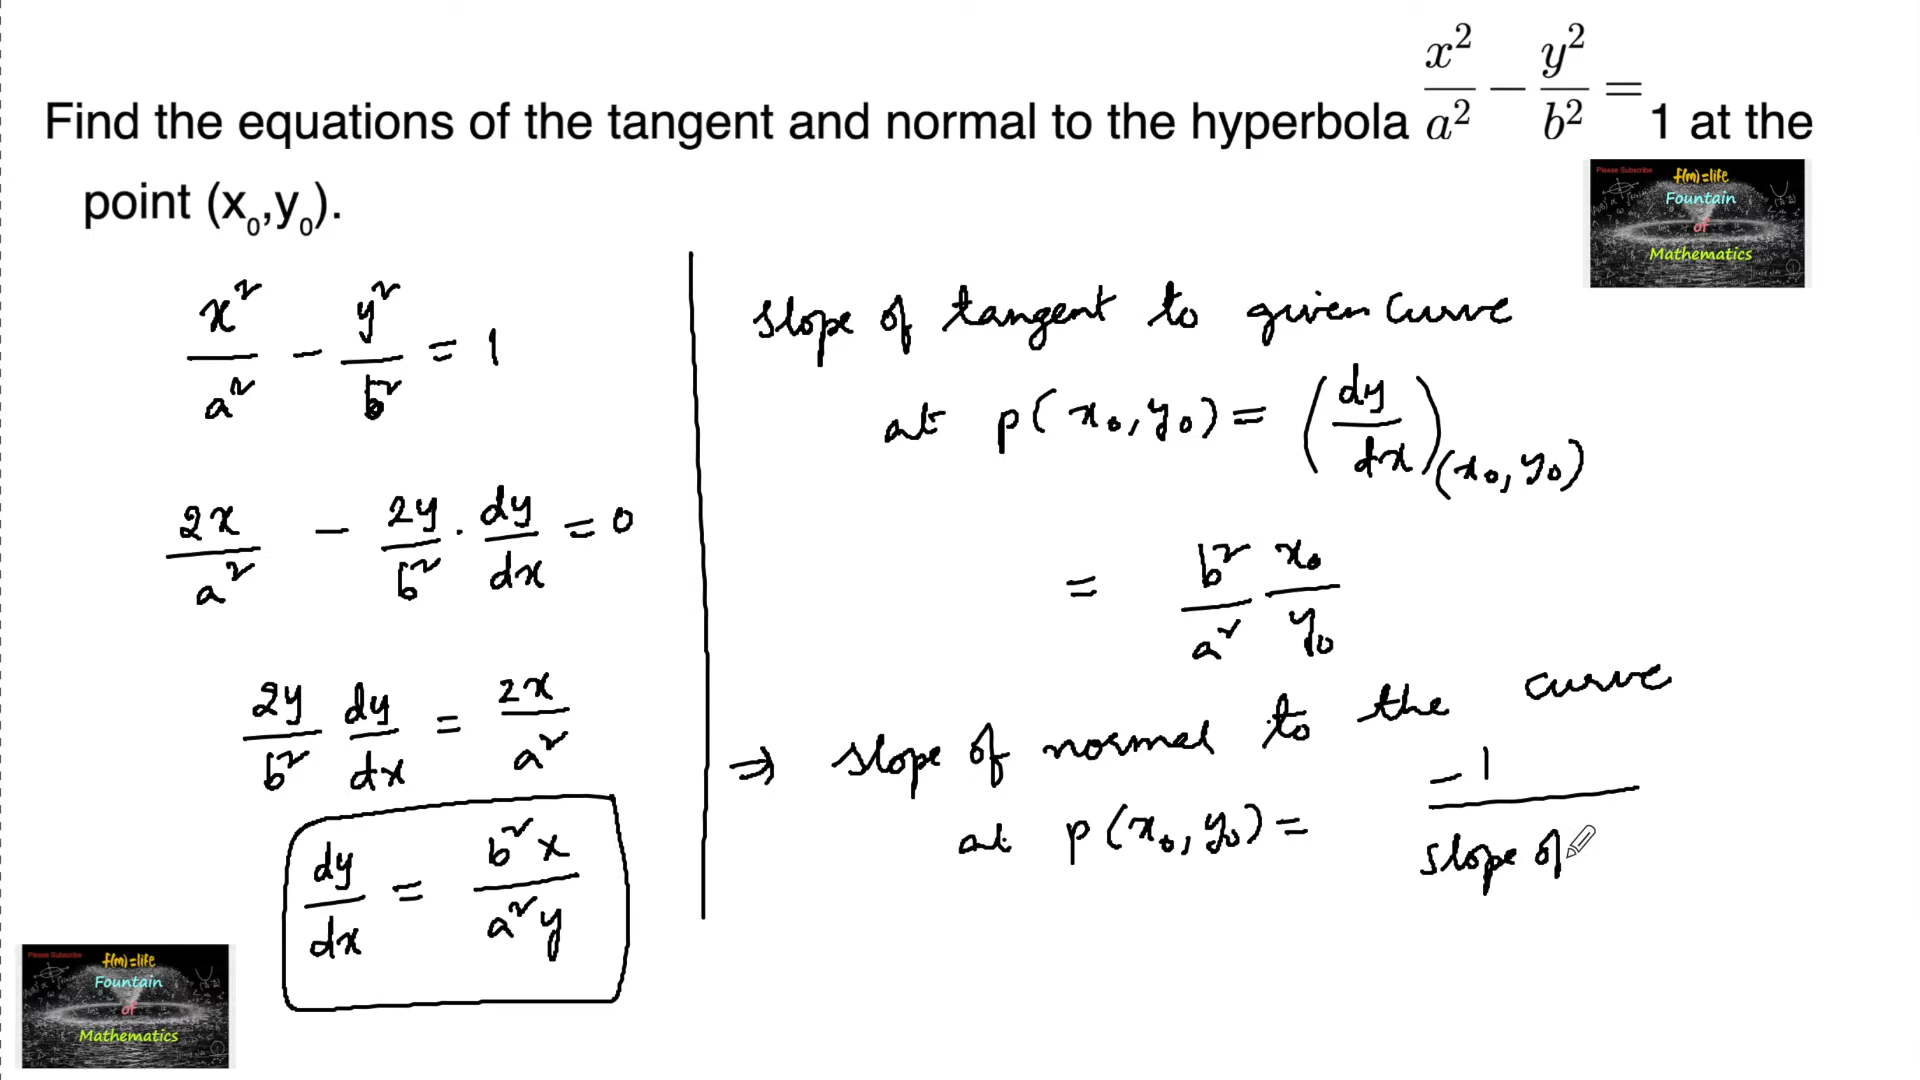 Find the equations of the tangent and normal to the hyperbola x²/a² − y²/b² = 1 at the
point (x₀,y₀).
Please Subscribe
f(m)=life
Fountain
of
Mathematics
x²/a² − y²/b² = 1
2x/a² − 2y/b² · dy/dx = 0
2y/b² dy/dx = 2x/a²
dy/dx = b²x/a²y
slope of tangent to given curve
at p(x₀,y₀) = (dy/dx)(x₀,y₀)
= b²/a² x₀/y₀
⇒ slope of normal to the curve
at p(x₀,y₀) = −1/slope of
Please Subscribe
f(m)=life
Fountain
of
Mathematics